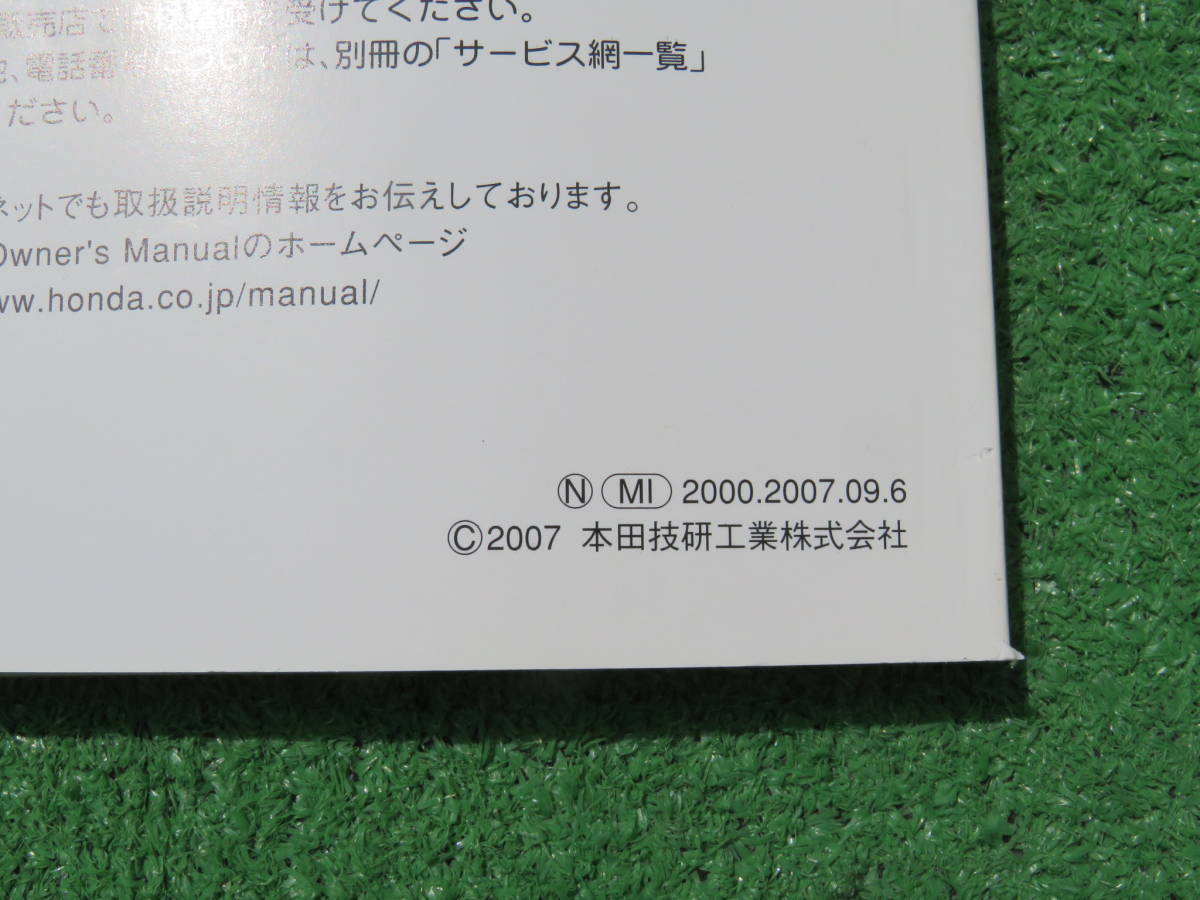 販売店で 受けてください。
、電話番 は、別冊の「サービス網一覧」
ください。
ネットでも取扱説明情報をお伝えしております。
Owner's Manualのホームページ
ww.honda.co.jp/manual/
Ⓝ MI 2000.2007.09.6
©2007 本田技研工業株式会社